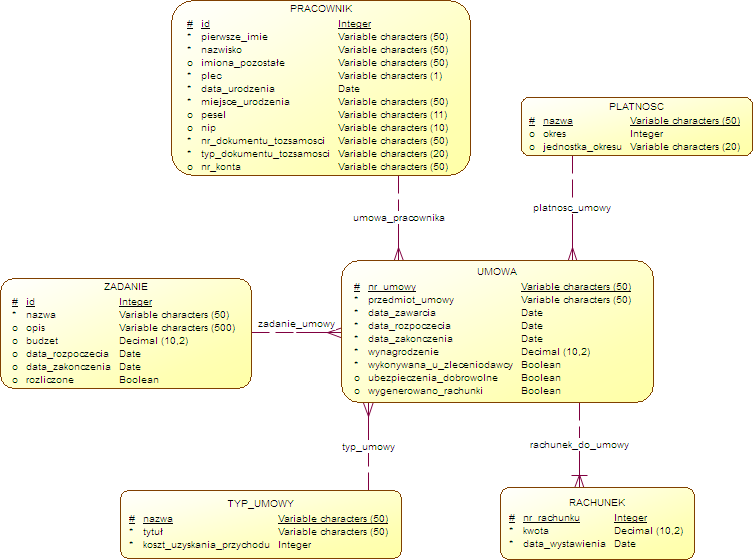 PRACOWNIK
# id Integer
* pierwsze_imie Variable characters (50)
* nazwisko Variable characters (50)
o imiona_pozostałe Variable characters (50)
* plec Variable characters (1)
* data_urodzenia Date
* miejsce_urodzenia Variable characters (50)
o pesel Variable characters (11)
o nip Variable characters (10)
* nr_dokumentu_tozsamosci Variable characters (50)
* typ_dokumentu_tozsamosci Variable characters (20)
o nr_konta Variable characters (50)
PLATNOSC
# nazwa Variable characters (50)
o okres Integer
o jednostka_okresu Variable characters (20)
umowa_pracownika
platnosc_umowy
UMOWA
# nr_umowy Variable characters (50)
* przedmiot_umowy Variable characters (50)
* data_zawarcia Date
* data_rozpoczecia Date
* data_zakonczenia Date
* wynagrodzenie Decimal (10,2)
* wykonywana_u_zleceniodawcy Boolean
o ubezpieczenia_dobrowolne Boolean
o wygenerowano_rachunki Boolean
ZADANIE
# id Integer
* nazwa Variable characters (50)
o opis Variable characters (500)
o budzet Decimal (10,2)
o data_rozpoczecia Date
o data_zakonczenia Date
o rozliczone Boolean
zadanie_umowy
typ_umowy
rachunek_do_umowy
TYP_UMOWY
# nazwa Variable characters (50)
* tytuł Variable characters (50)
* koszt_uzyskania_przychodu Integer
RACHUNEK
# nr_rachunku Integer
* kwota Decimal (10,2)
* data_wystawienia Date